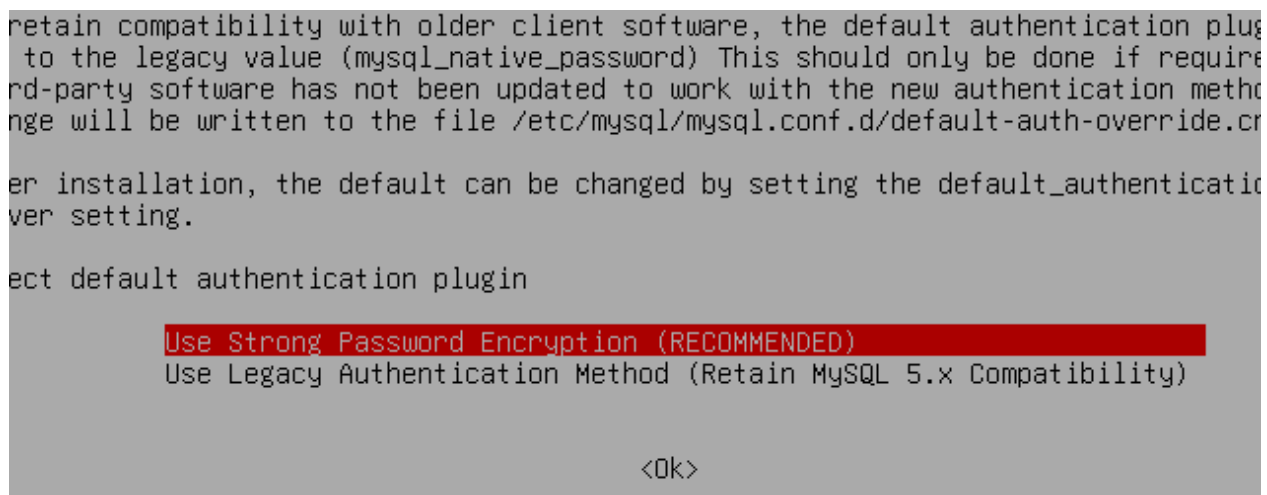 retain compatibility with older client software, the default authentication plug
to the legacy value (mysql_native_password) This should only be done if require
rd-party software has not been updated to work with the new authentication metho
nge will be written to the file /etc/mysql/mysql.conf.d/default-auth-override.cn
er installation, the default can be changed by setting the default_authenticatio
ver setting.
ect default authentication plugin
Use Strong Password Encryption (RECOMMENDED)
Use Legacy Authentication Method (Retain MySQL 5.x Compatibility)
<Ok>